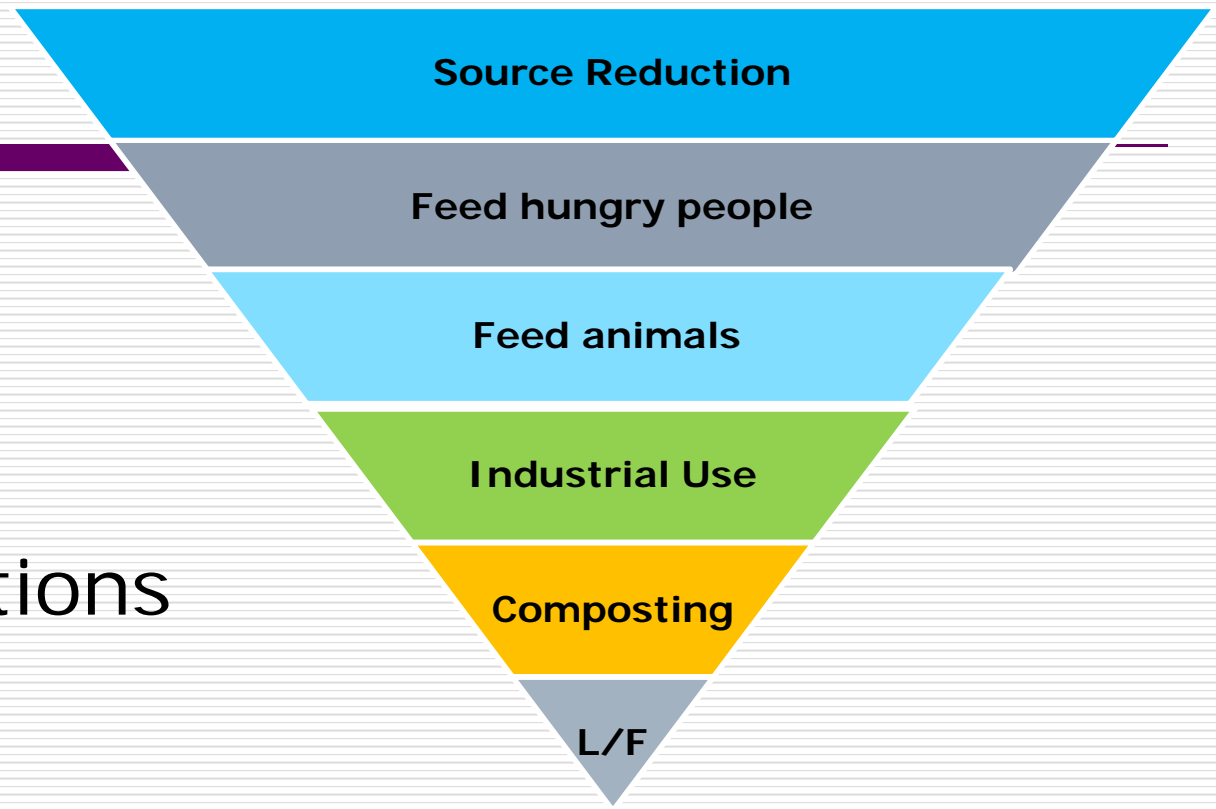 Source Reduction
Feed hungry people
Feed animals
Industrial Use
tions
Composting
L/F